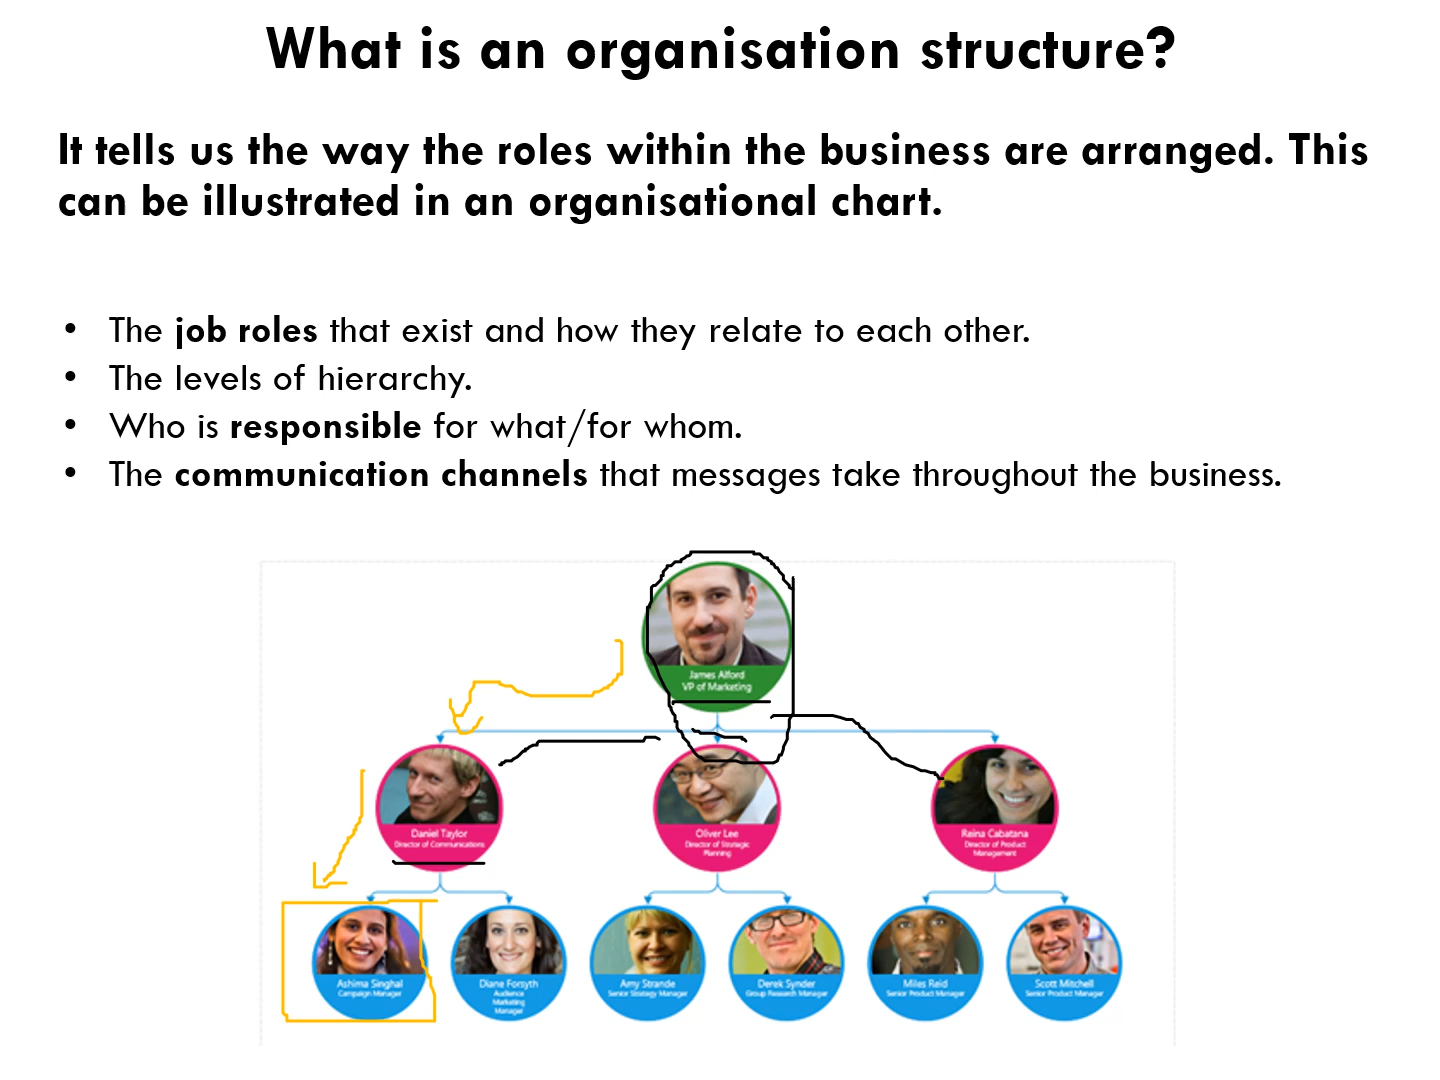 What is an organisation structure?
It tells us the way the roles within the business are arranged. This
can be illustrated in an organisational chart.
• The job roles that exist and how they relate to each other.
• The levels of hierarchy.
• Who is responsible for what/for whom.
• The communication channels that messages take throughout the business.
James Alford
VP of Marketing
Daniel Taylor
Director of Communications
Oliver Lee
Director of Strategic
Planning
Reina Cabatana
Director of Product
Management
Ashima Singhal
Campaign Manager
Diane Forsyth
Audience
Marketing
Manager
Amy Strande
Senior Strategy Manager
Derek Synder
Group Research Manager
Miles Reid
Senior Product Manager
Scott Mitchell
Senior Product Manager